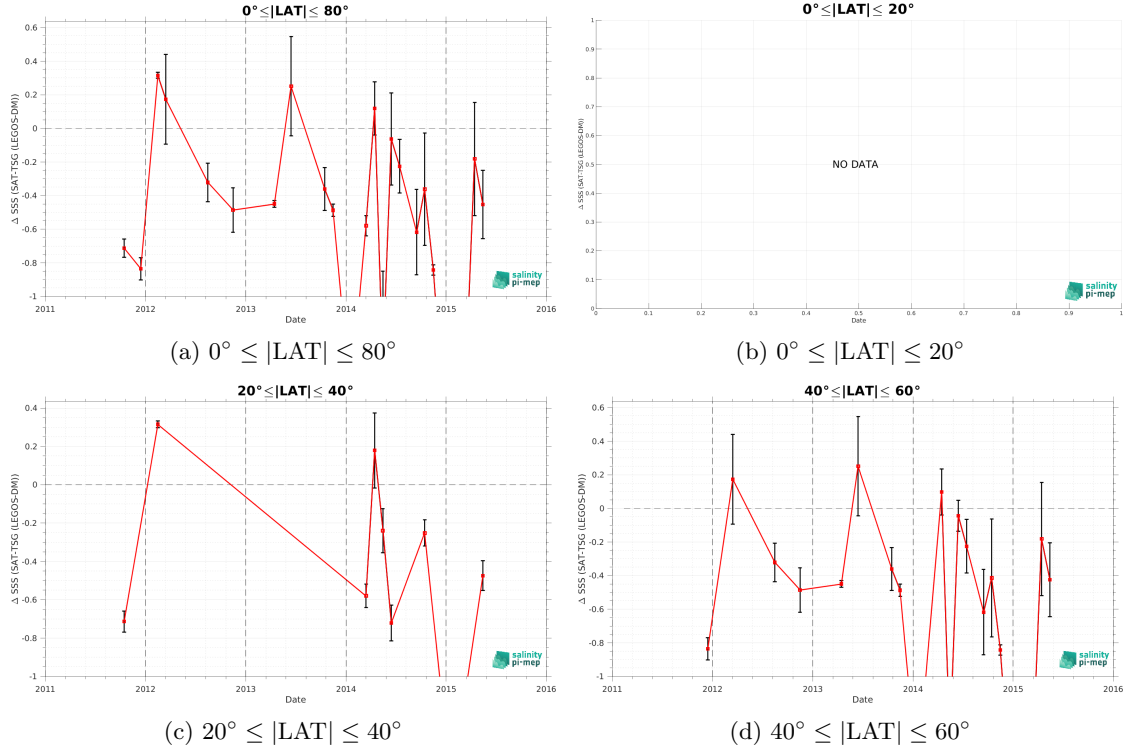 0°≤|LAT|≤ 80°
Δ SSS (SAT-TSG (LEGOS-DM))
0.6
0.4
0.2
0
-0.2
-0.4
-0.6
-0.8
-1
2011 2012 2013 2014 2015 2016
Date
salinity
pi-mep
(a) 0° ≤ |LAT| ≤ 80°
0°≤|LAT|≤ 20°
Δ SSS (SAT-TSG (LEGOS-DM))
1
0.9
0.8
0.7
0.6
0.5
0.4
0.3
0.2
0.1
0
NO DATA
0 0.1 0.2 0.3 0.4 0.5 0.6 0.7 0.8 0.9 1
Date
salinity
pi-mep
(b) 0° ≤ |LAT| ≤ 20°
20°≤|LAT|≤ 40°
Δ SSS (SAT-TSG (LEGOS-DM))
0.4
0.2
0
-0.2
-0.4
-0.6
-0.8
-1
2011 2012 2013 2014 2015 2016
Date
salinity
pi-mep
(c) 20° ≤ |LAT| ≤ 40°
40°≤|LAT|≤ 60°
Δ SSS (SAT-TSG (LEGOS-DM))
0.6
0.4
0.2
0
-0.2
-0.4
-0.6
-0.8
-1
2011 2012 2013 2014 2015 2016
Date
salinity
pi-mep
(d) 40° ≤ |LAT| ≤ 60°